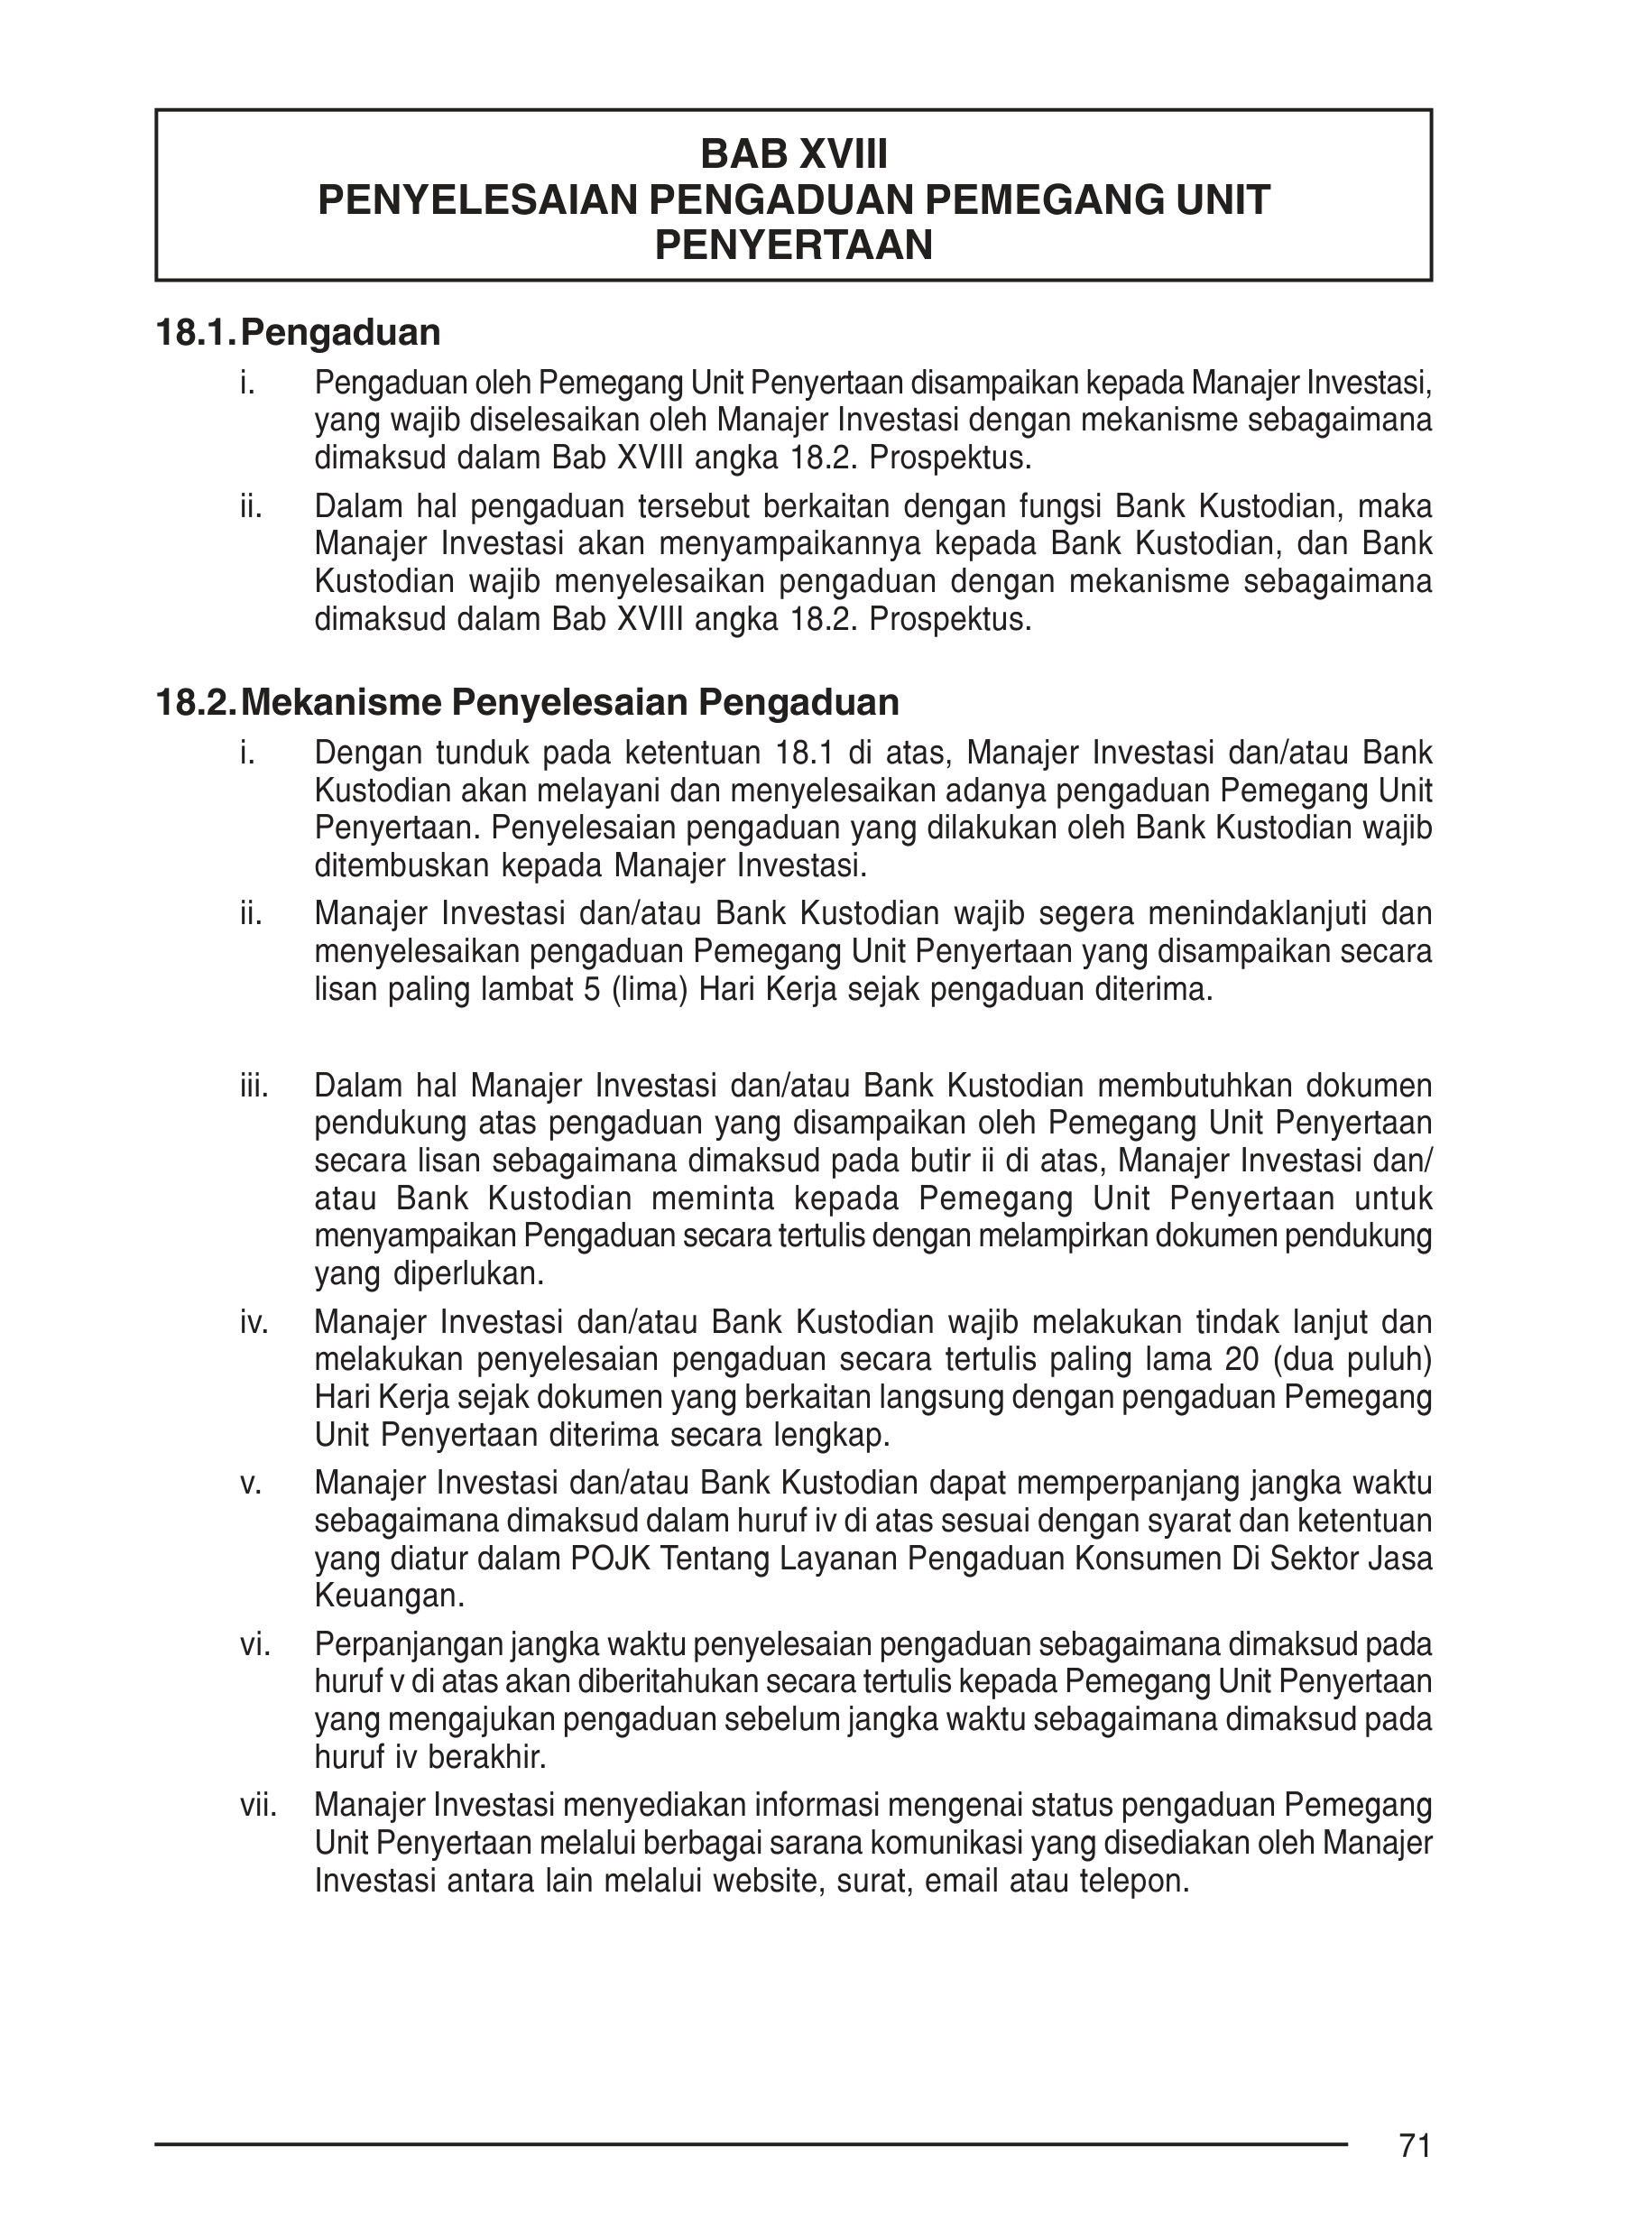 BAB XVIII
PENYELESAIAN PENGADUAN PEMEGANG UNIT
PENYERTAAN
18.1. Pengaduan
i. Pengaduan oleh Pemegang Unit Penyertaan disampaikan kepada Manajer Investasi,
yang wajib diselesaikan oleh Manajer Investasi dengan mekanisme sebagaimana
dimaksud dalam Bab XVIII angka 18.2. Prospektus.
ii. Dalam hal pengaduan tersebut berkaitan dengan fungsi Bank Kustodian, maka
Manajer Investasi akan menyampaikannya kepada Bank Kustodian, dan Bank
Kustodian wajib menyelesaikan pengaduan dengan mekanisme sebagaimana
dimaksud dalam Bab XVIII angka 18.2. Prospektus.
18.2. Mekanisme Penyelesaian Pengaduan
i. Dengan tunduk pada ketentuan 18.1 di atas, Manajer Investasi dan/atau Bank
Kustodian akan melayani dan menyelesaikan adanya pengaduan Pemegang Unit
Penyertaan. Penyelesaian pengaduan yang dilakukan oleh Bank Kustodian wajib
ditembuskan kepada Manajer Investasi.
ii. Manajer Investasi dan/atau Bank Kustodian wajib segera menindaklanjuti dan
menyelesaikan pengaduan Pemegang Unit Penyertaan yang disampaikan secara
lisan paling lambat 5 (lima) Hari Kerja sejak pengaduan diterima.
iii. Dalam hal Manajer Investasi dan/atau Bank Kustodian membutuhkan dokumen
pendukung atas pengaduan yang disampaikan oleh Pemegang Unit Penyertaan
secara lisan sebagaimana dimaksud pada butir ii di atas, Manajer Investasi dan/
atau Bank Kustodian meminta kepada Pemegang Unit Penyertaan untuk
menyampaikan Pengaduan secara tertulis dengan melampirkan dokumen pendukung
yang diperlukan.
iv. Manajer Investasi dan/atau Bank Kustodian wajib melakukan tindak lanjut dan
melakukan penyelesaian pengaduan secara tertulis paling lama 20 (dua puluh)
Hari Kerja sejak dokumen yang berkaitan langsung dengan pengaduan Pemegang
Unit Penyertaan diterima secara lengkap.
v. Manajer Investasi dan/atau Bank Kustodian dapat memperpanjang jangka waktu
sebagaimana dimaksud dalam huruf iv di atas sesuai dengan syarat dan ketentuan
yang diatur dalam POJK Tentang Layanan Pengaduan Konsumen Di Sektor Jasa
Keuangan.
vi. Perpanjangan jangka waktu penyelesaian pengaduan sebagaimana dimaksud pada
huruf v di atas akan diberitahukan secara tertulis kepada Pemegang Unit Penyertaan
yang mengajukan pengaduan sebelum jangka waktu sebagaimana dimaksud pada
huruf iv berakhir.
vii. Manajer Investasi menyediakan informasi mengenai status pengaduan Pemegang
Unit Penyertaan melalui berbagai sarana komunikasi yang disediakan oleh Manajer
Investasi antara lain melalui website, surat, email atau telepon.
71